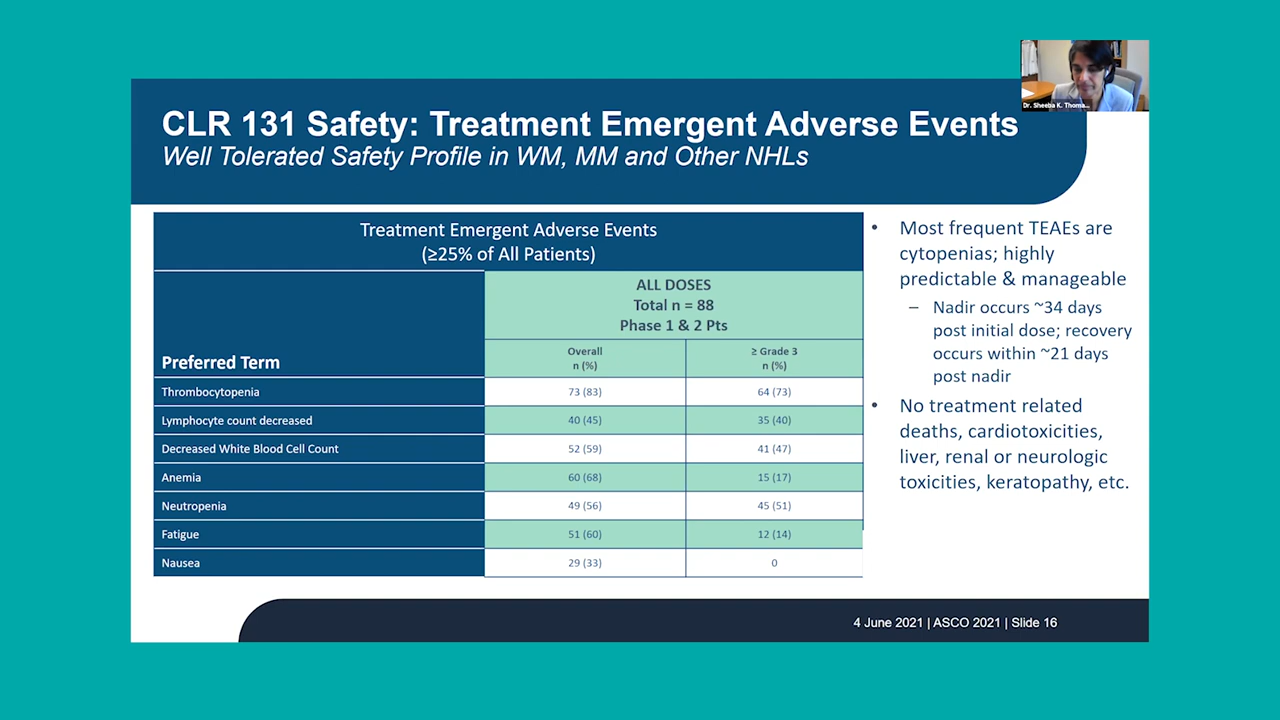 Dr. Sheeba K. Thoma...
CLR 131 Safety: Treatment Emergent Adverse Events
Well Tolerated Safety Profile in WM, MM and Other NHLs
Treatment Emergent Adverse Events
(≥25% of All Patients)
Preferred Term
ALL DOSES
Total n = 88
Phase 1 & 2 Pts
Overall
n (%)
≥ Grade 3
n (%)
Thrombocytopenia 73 (83) 64 (73)
Lymphocyte count decreased 40 (45) 35 (40)
Decreased White Blood Cell Count 52 (59) 41 (47)
Anemia 60 (68) 15 (17)
Neutropenia 49 (56) 45 (51)
Fatigue 51 (60) 12 (14)
Nausea 29 (33) 0
• Most frequent TEAEs are
cytopenias; highly
predictable & manageable
– Nadir occurs ~34 days
post initial dose; recovery
occurs within ~21 days
post nadir
• No treatment related
deaths, cardiotoxicities,
liver, renal or neurologic
toxicities, keratopathy, etc.
4 June 2021 | ASCO 2021 | Slide 16